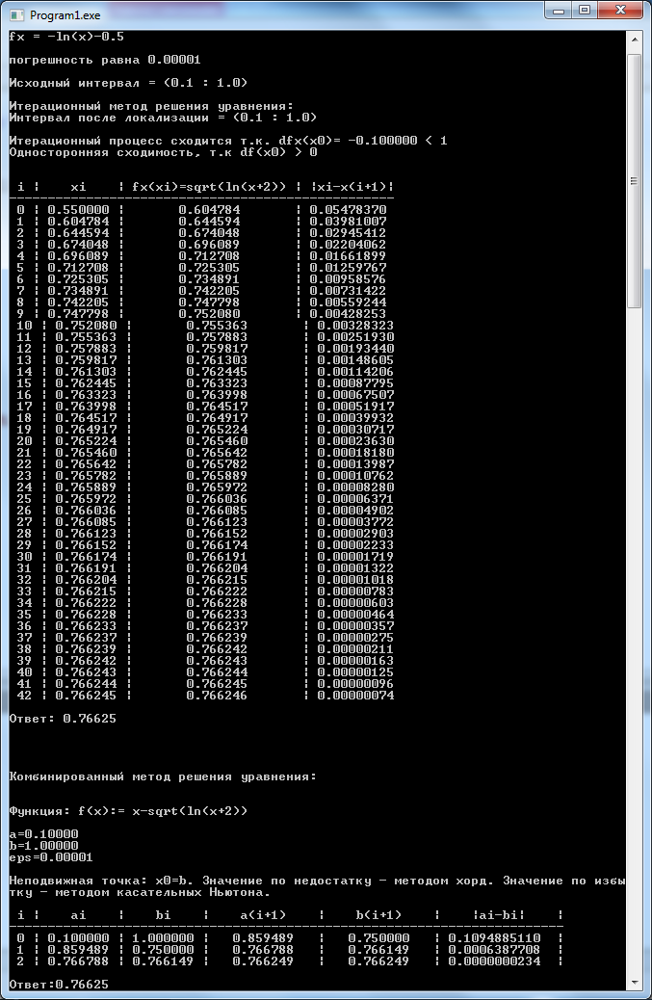 Program1.exe
fx = -ln(x)-0.5
погрешность равна 0.00001
Исходный интервал = (0.1 : 1.0)
Итерационный метод решения уравнения:
Интервал после локализации = (0.1 : 1.0)
Итерационный процесс сходится т.к. dfx(x0)= -0.100000 < 1
Односторонняя сходимость, т.к df(x0) > 0
i ¦ xi ¦ fx(xi)=sqrt(ln(x+2)) ¦ ¦xi-x(i+1)¦
0 ¦ 0.550000 ¦ 0.604784 ¦ 0.05478370
1 ¦ 0.604784 ¦ 0.644594 ¦ 0.03981007
2 ¦ 0.644594 ¦ 0.674048 ¦ 0.02945412
3 ¦ 0.674048 ¦ 0.696089 ¦ 0.02204062
4 ¦ 0.696089 ¦ 0.712708 ¦ 0.01661899
5 ¦ 0.712708 ¦ 0.725305 ¦ 0.01259767
6 ¦ 0.725305 ¦ 0.734891 ¦ 0.00958576
7 ¦ 0.734891 ¦ 0.742205 ¦ 0.00731422
8 ¦ 0.742205 ¦ 0.747798 ¦ 0.00559244
9 ¦ 0.747798 ¦ 0.752080 ¦ 0.00428253
10 ¦ 0.752080 ¦ 0.755363 ¦ 0.00328323
11 ¦ 0.755363 ¦ 0.757883 ¦ 0.00251930
12 ¦ 0.757883 ¦ 0.759817 ¦ 0.00193440
13 ¦ 0.759817 ¦ 0.761303 ¦ 0.00148605
14 ¦ 0.761303 ¦ 0.762445 ¦ 0.00114206
15 ¦ 0.762445 ¦ 0.763323 ¦ 0.00087795
16 ¦ 0.763323 ¦ 0.763998 ¦ 0.00067507
17 ¦ 0.763998 ¦ 0.764517 ¦ 0.00051917
18 ¦ 0.764517 ¦ 0.764917 ¦ 0.00039932
19 ¦ 0.764917 ¦ 0.765224 ¦ 0.00030717
20 ¦ 0.765224 ¦ 0.765460 ¦ 0.00023630
21 ¦ 0.765460 ¦ 0.765642 ¦ 0.00018180
22 ¦ 0.765642 ¦ 0.765782 ¦ 0.00013987
23 ¦ 0.765782 ¦ 0.765889 ¦ 0.00010762
24 ¦ 0.765889 ¦ 0.765972 ¦ 0.00008280
25 ¦ 0.765972 ¦ 0.766036 ¦ 0.00006371
26 ¦ 0.766036 ¦ 0.766085 ¦ 0.00004902
27 ¦ 0.766085 ¦ 0.766123 ¦ 0.00003772
28 ¦ 0.766123 ¦ 0.766152 ¦ 0.00002903
29 ¦ 0.766152 ¦ 0.766174 ¦ 0.00002233
30 ¦ 0.766174 ¦ 0.766191 ¦ 0.00001719
31 ¦ 0.766191 ¦ 0.766204 ¦ 0.00001322
32 ¦ 0.766204 ¦ 0.766215 ¦ 0.00001018
33 ¦ 0.766215 ¦ 0.766222 ¦ 0.00000783
34 ¦ 0.766222 ¦ 0.766228 ¦ 0.00000603
35 ¦ 0.766228 ¦ 0.766233 ¦ 0.00000464
36 ¦ 0.766233 ¦ 0.766237 ¦ 0.00000357
37 ¦ 0.766237 ¦ 0.766239 ¦ 0.00000275
38 ¦ 0.766239 ¦ 0.766242 ¦ 0.00000211
39 ¦ 0.766242 ¦ 0.766243 ¦ 0.00000163
40 ¦ 0.766243 ¦ 0.766244 ¦ 0.00000125
41 ¦ 0.766244 ¦ 0.766245 ¦ 0.00000096
42 ¦ 0.766245 ¦ 0.766246 ¦ 0.00000074
Ответ: 0.76625
Комбинированный метод решения уравнения:
Функция: f(x):= x-sqrt(ln(x+2))
a=0.10000
b=1.00000
eps=0.00001
Неподвижная точка: x0=b. Значение по недостатку - методом хорд. Значение по избы
тку - методом касательных Ньютона.
i ¦ ai ¦ bi ¦ a(i+1) ¦ b(i+1) ¦ ¦ai-bi¦ ¦
0 ¦ 0.100000 ¦ 1.000000 ¦ 0.859489 ¦ 0.750000 ¦ 0.1094885110 ¦
1 ¦ 0.859489 ¦ 0.750000 ¦ 0.766788 ¦ 0.766149 ¦ 0.0006387708 ¦
2 ¦ 0.766788 ¦ 0.766149 ¦ 0.766249 ¦ 0.766249 ¦ 0.0000000234 ¦
Ответ:0.76625